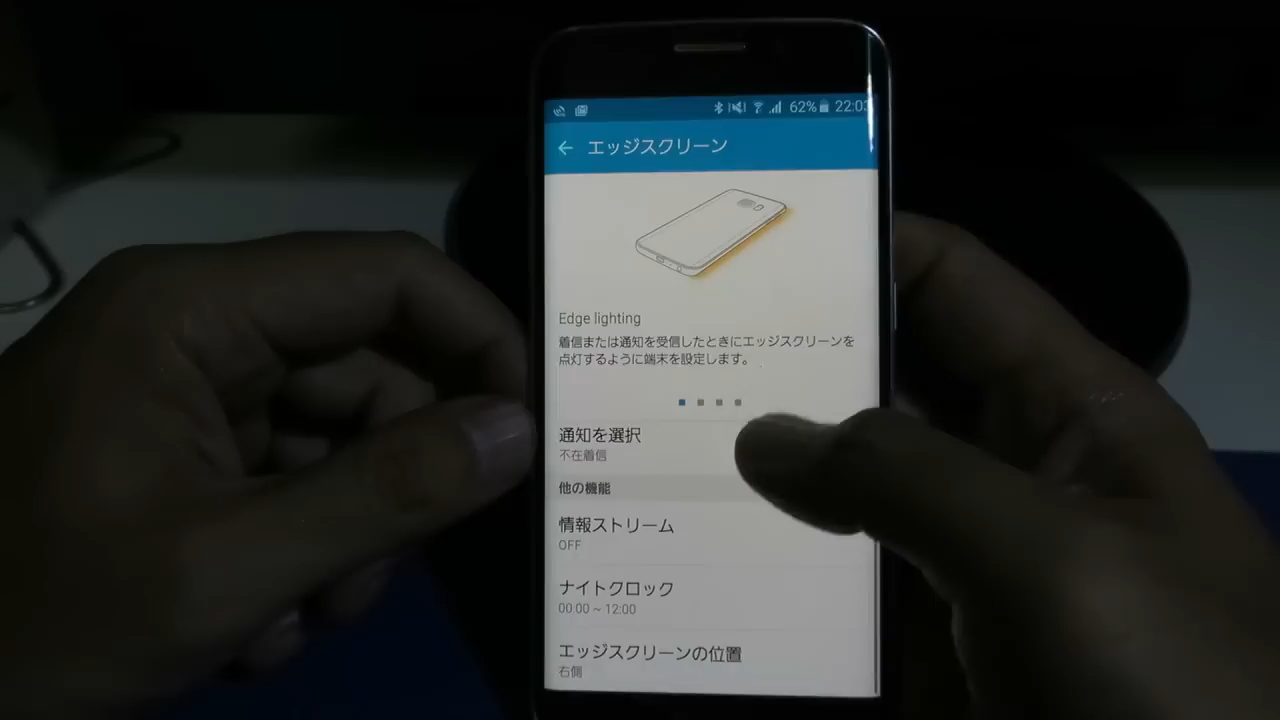 62% 22:03
エッジスクリーン
Edge lighting
着信または通知を受信したときにエッジスクリーンを
点灯するように端末を設定します。
通知を選択
不在着信
他の機能
情報ストリーム
OFF
ナイトクロック
00:00 ~ 12:00
エッジスクリーンの位置
右側